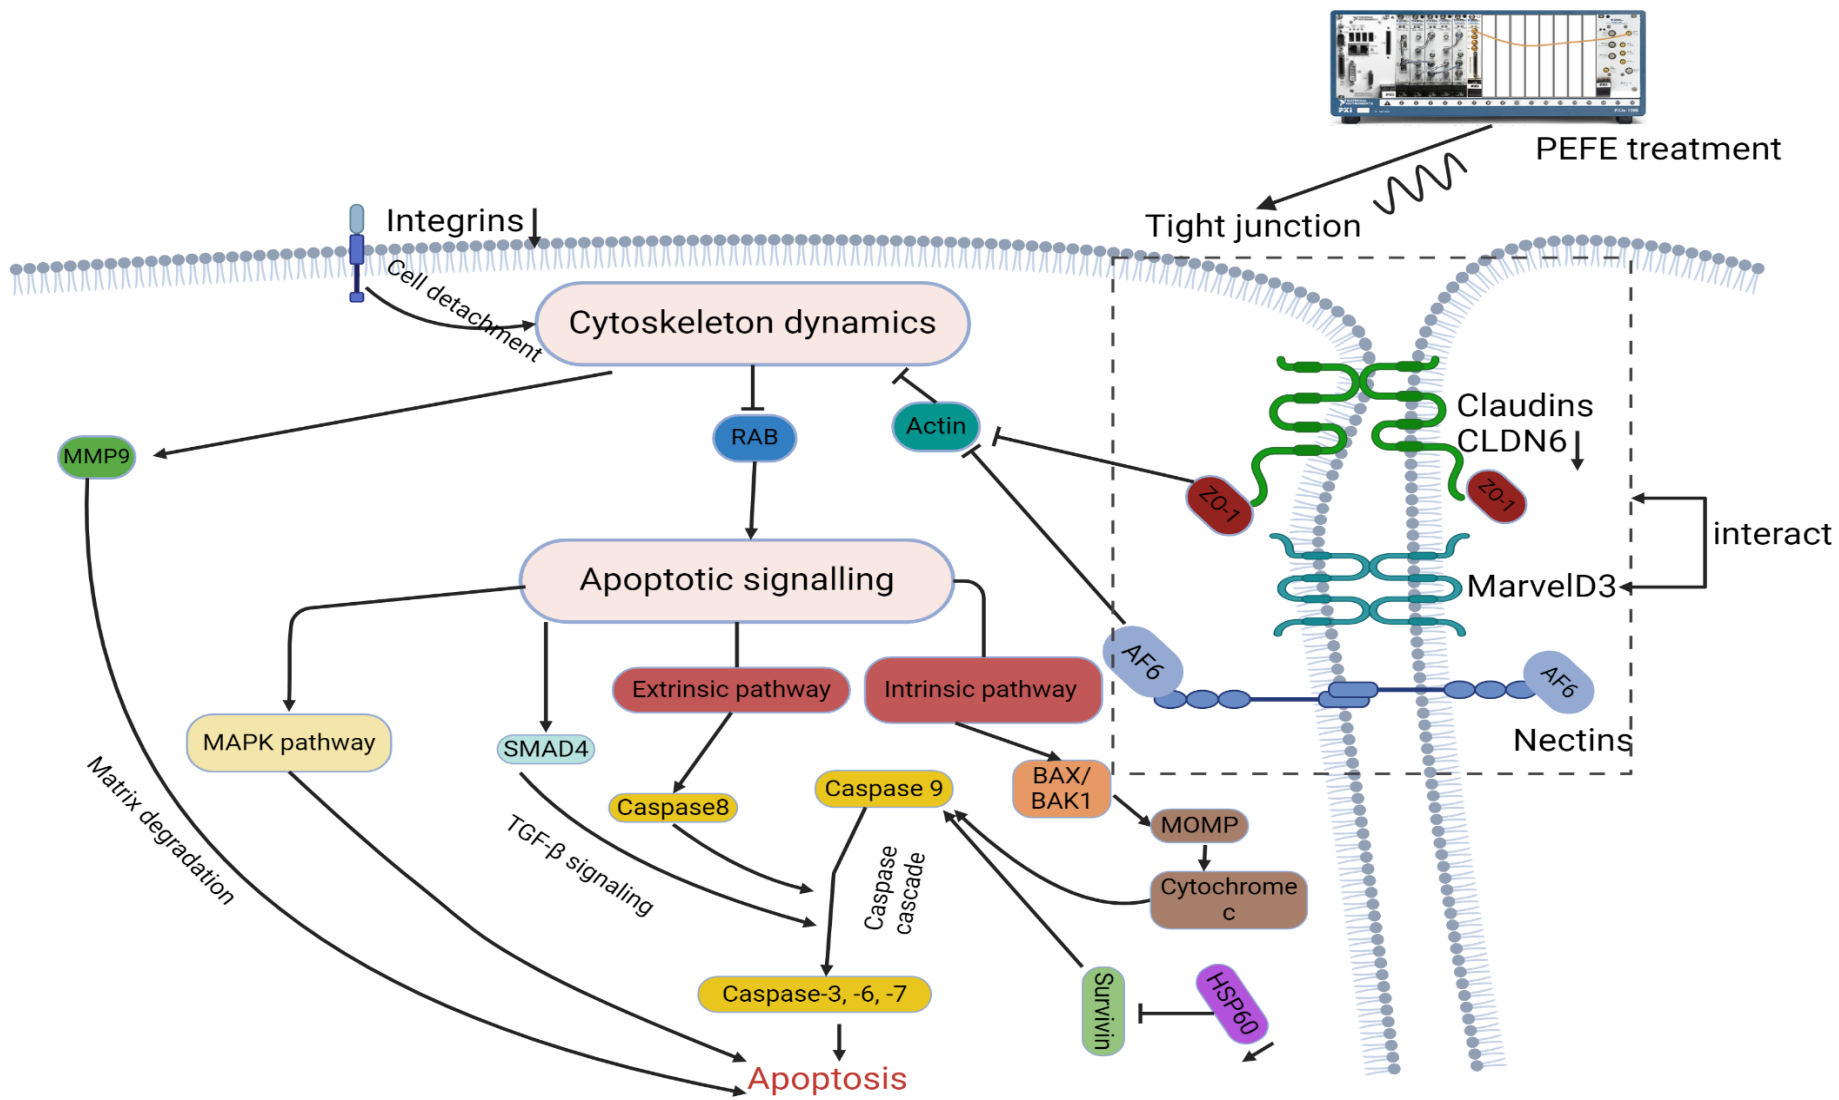 PXI
PEFE treatment
Integrins
Tight junction
Cell detachment
Cytoskeleton dynamics
Claudins
CLDN6
MMP9
RAB
Actin
ZO-1
ZO-1
interact
Apoptotic signalling
MarvelD3
AF6
AF6
Extrinsic pathway
Intrinsic pathway
MAPK pathway
SMAD4
Nectins
Matrix degradation
Caspase8
Caspase 9
BAX/
BAK1
MOMP
TGF-β signaling
Caspase
cascade
Cytochrome
c
Caspase-3, -6, -7
Survivin
HSP60
Apoptosis